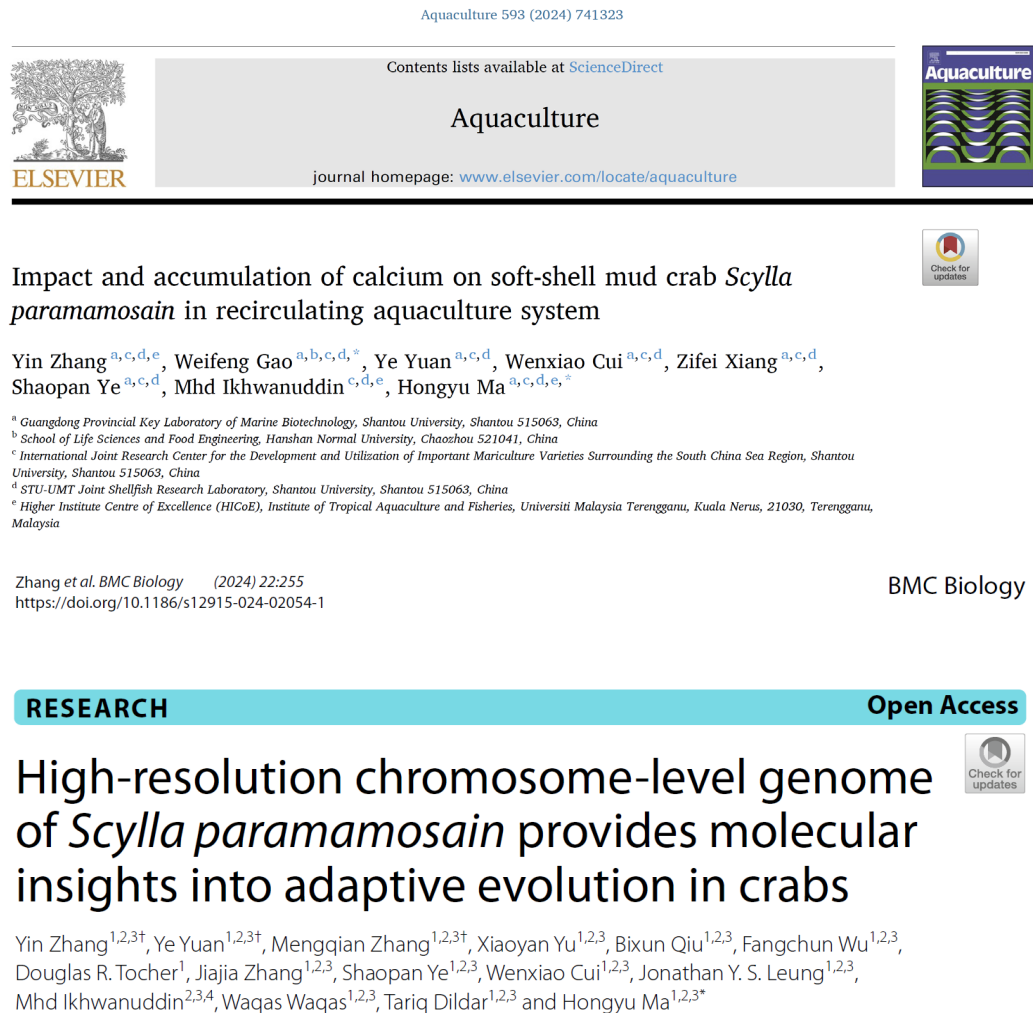 Aquaculture 593 (2024) 741323
Contents lists available at ScienceDirect
Aquaculture
journal homepage: www.elsevier.com/locate/aquaculture
ELSEVIER
Aquaculture
Check for
updates
Impact and accumulation of calcium on soft-shell mud crab Scylla
paramamosain in recirculating aquaculture system
Yin Zhang a,c,d,e, Weifeng Gao a,b,c,d,*, Ye Yuan a,c,d, Wenxiao Cui a,c,d, Zifei Xiang a,c,d,
Shaopan Ye a,c,d, Mhd Ikhwanuddin c,d,e, Hongyu Ma a,c,d,e,*
a Guangdong Provincial Key Laboratory of Marine Biotechnology, Shantou University, Shantou 515063, China
b School of Life Sciences and Food Engineering, Hanshan Normal University, Chaozhou 521041, China
c International Joint Research Center for the Development and Utilization of Important Mariculture Varieties Surrounding the South China Sea Region, Shantou
University, Shantou 515063, China
d STU-UMT Joint Shellfish Research Laboratory, Shantou University, Shantou 515063, China
e Higher Institute Centre of Excellence (HICoE), Institute of Tropical Aquaculture and Fisheries, Universiti Malaysia Terengganu, Kuala Nerus, 21030, Terengganu,
Malaysia
Zhang et al. BMC Biology (2024) 22:255
https://doi.org/10.1186/s12915-024-02054-1
BMC Biology
RESEARCH
Open Access
Check for
updates
High-resolution chromosome-level genome
of Scylla paramamosain provides molecular
insights into adaptive evolution in crabs
Yin Zhang1,2,3†, Ye Yuan1,2,3†, Mengqian Zhang1,2,3†, Xiaoyan Yu1,2,3, Bixun Qiu1,2,3, Fangchun Wu1,2,3,
Douglas R. Tocher1, Jiajia Zhang1,2,3, Shaopan Ye1,2,3, Wenxiao Cui1,2,3, Jonathan Y. S. Leung1,2,3,
Mhd Ikhwanuddin2,3,4, Waqas Waqas1,2,3, Tariq Dildar1,2,3 and Hongyu Ma1,2,3*